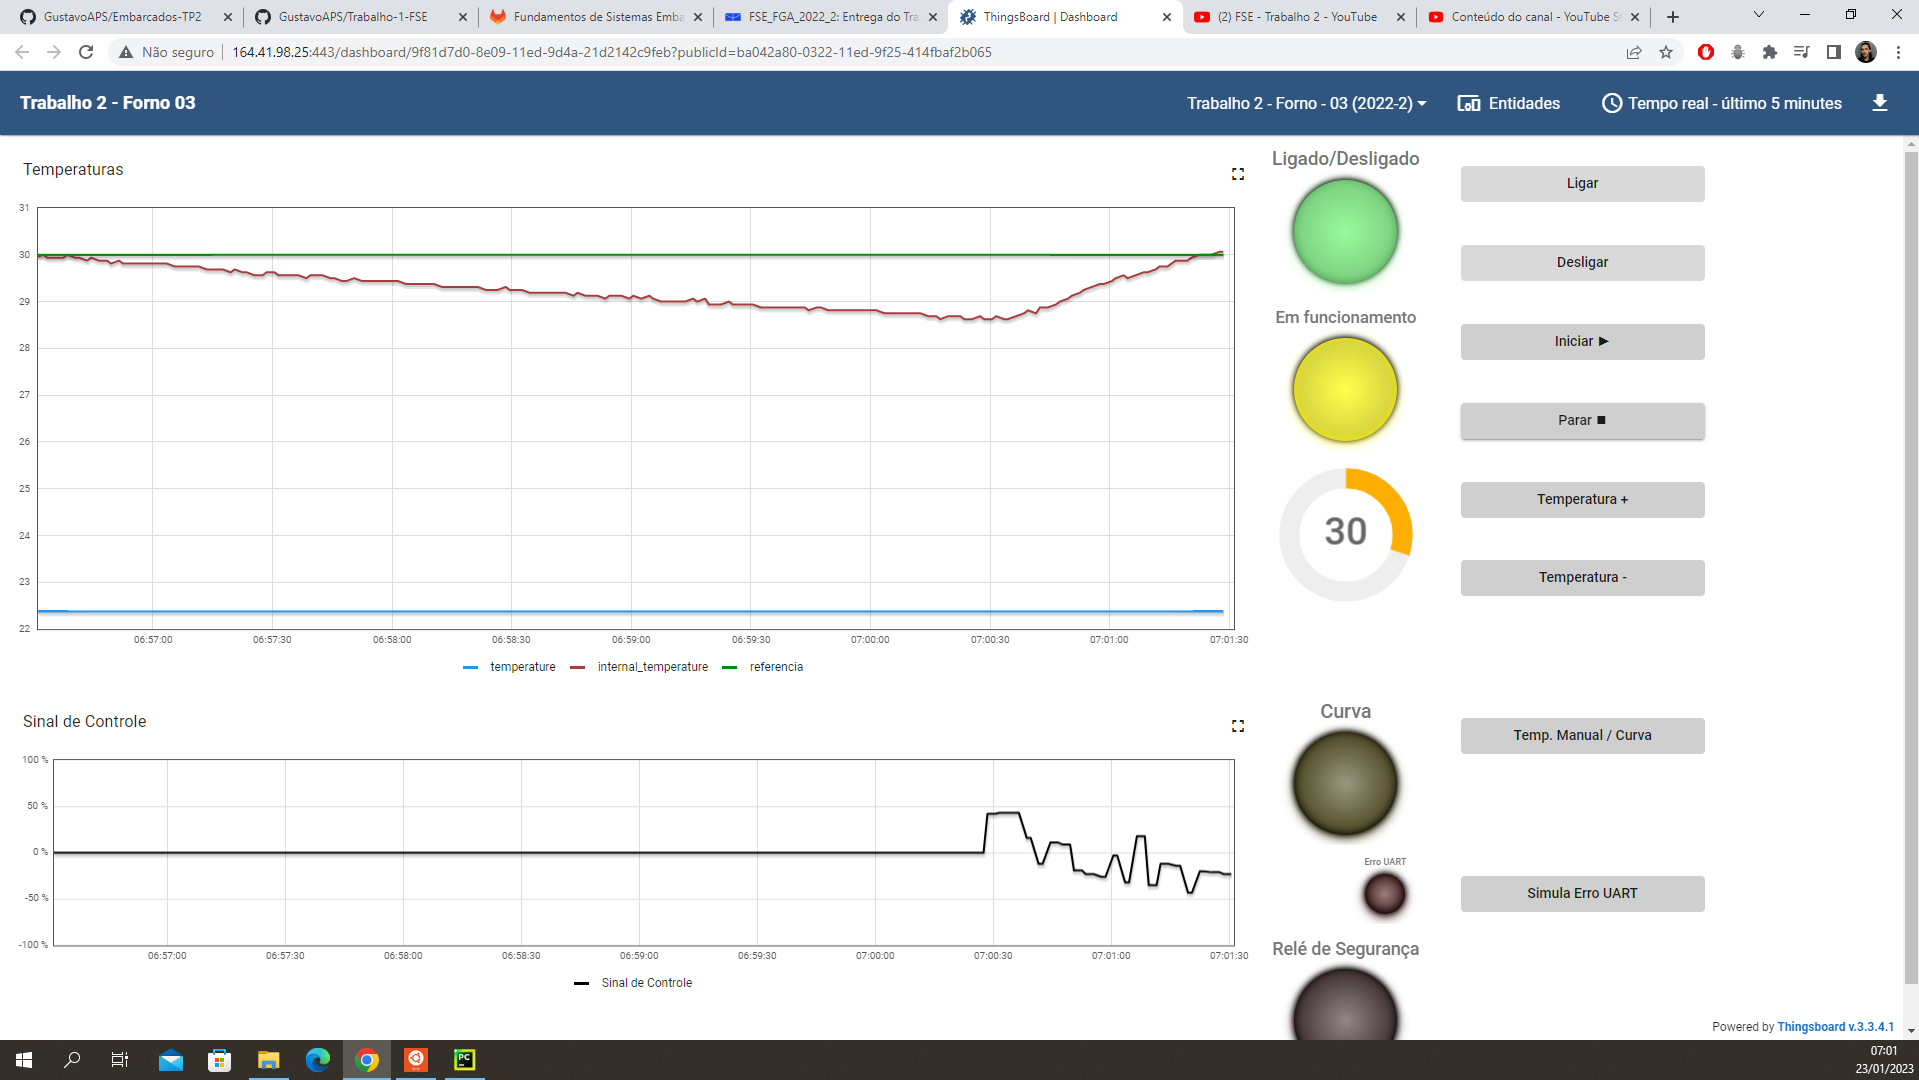 GustavoAPS/Embarcados-TP2
GustavoAPS/Trabalho-1-FSE
Fundamentos de Sistemas Emba
FSE_FGA_2022_2: Entrega do Tra
ThingsBoard | Dashboard
(2) FSE - Trabalho 2 - YouTube
Conteúdo do canal - YouTube S
Não seguro
164.41.98.25:443/dashboard/9f81d7d0-8e09-11ed-9d4a-21d2142c9feb?publicId=ba042a80-0322-11ed-9f25-414fbaf2b065
Trabalho 2 - Forno 03
Trabalho 2 - Forno - 03 (2022-2)
Entidades
Tempo real - último 5 minutes
Temperaturas
31
30
29
28
27
26
25
24
23
22
06:57:00 06:57:30 06:58:00 06:58:30 06:59:00 06:59:30 07:00:00 07:00:30 07:01:00 07:01:30
temperature internal_temperature referencia
Ligado/Desligado
Ligar
Desligar
Em funcionamento
Iniciar ►
Parar ■
30
Temperatura +
Temperatura -
Sinal de Controle
100 %
50 %
0 %
-50 %
-100 %
06:57:00 06:57:30 06:58:00 06:58:30 06:59:00 06:59:30 07:00:00 07:00:30 07:01:00 07:01:30
Sinal de Controle
Curva
Temp. Manual / Curva
Erro UART
Simula Erro UART
Relé de Segurança
Powered by Thingsboard v.3.3.4.1
PC
07:01
23/01/2023